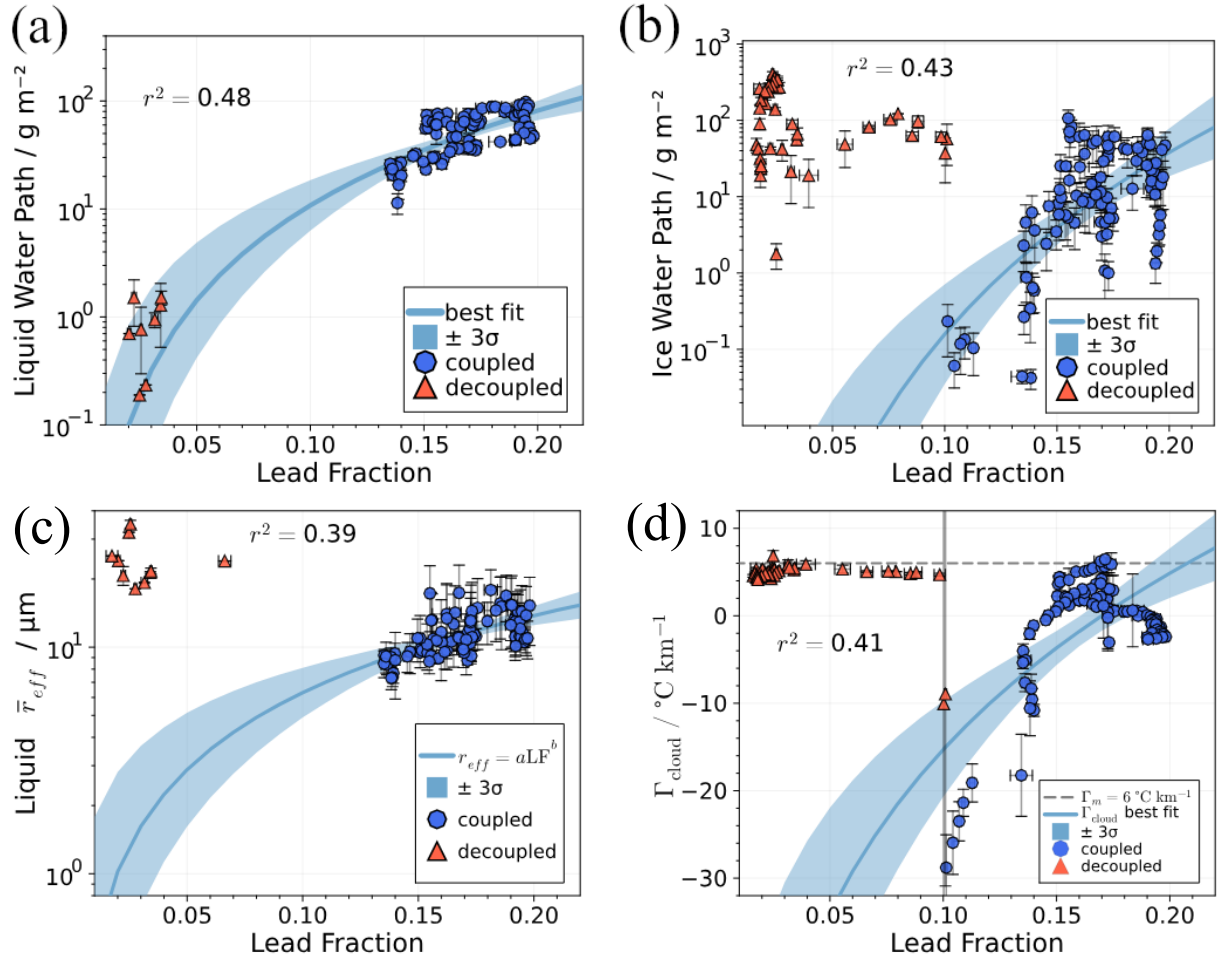 (a)
Liquid Water Path / g m⁻²
10²
10¹
10⁰
10⁻¹
r² = 0.48
best fit
± 3σ
coupled
decoupled
0.05
0.10
0.15
0.20
Lead Fraction
(b)
Ice Water Path / g m⁻²
10³
10²
10¹
10⁰
10⁻¹
r² = 0.43
best fit
± 3σ
coupled
decoupled
0.05
0.10
0.15
0.20
Lead Fraction
(c)
Liquid r̅_eff / μm
10¹
10⁰
r² = 0.39
r_eff = aLF^b
± 3σ
coupled
decoupled
0.05
0.10
0.15
0.20
Lead Fraction
(d)
Γ_cloud / °C km⁻¹
10
0
−10
−20
−30
r² = 0.41
Γ_m = 6 °C km⁻¹
Γ_cloud best fit
± 3σ
coupled
decoupled
0.05
0.10
0.15
0.20
Lead Fraction